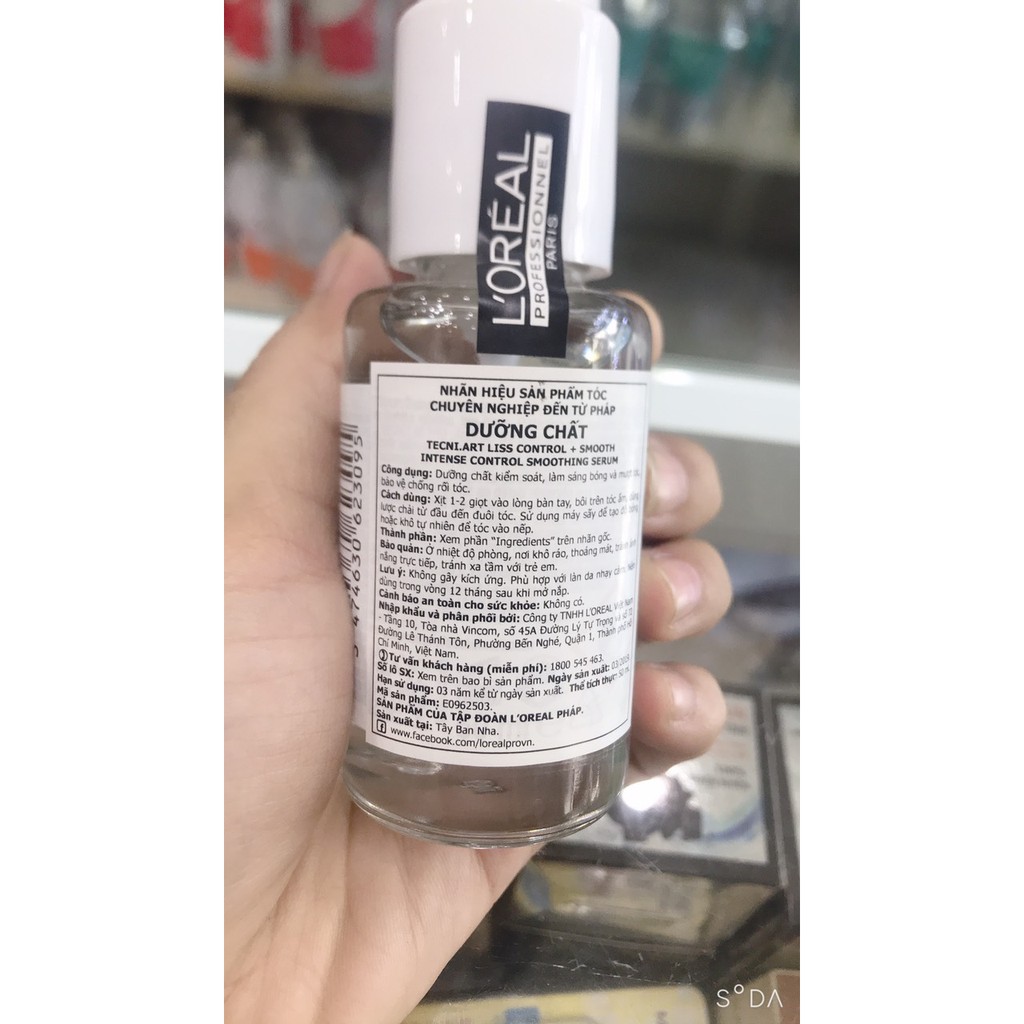 L'ORÉAL
PROFESSIONNEL
PARIS
NHÃN HIỆU SẢN PHẨM TÓC
CHUYÊN NGHIỆP ĐẾN TỪ PHÁP
DƯỠNG CHẤT
TECNI.ART LISS CONTROL + SMOOTH
INTENSE CONTROL SMOOTHING SERUM
Công dụng: Dưỡng chất kiểm soát, làm sáng bóng và mượt
bảo vệ chống rối tóc.
Cách dùng: Xịt 1-2 giọt vào lòng bàn tay, bôi trên tóc ẩm,
lược chải từ đầu đến đuôi tóc. Sử dụng máy sấy để tạo độ
hoặc khô tự nhiên để tóc vào nếp.
Thành phần: Xem phần "Ingredients" trên nhãn gốc.
Bảo quản: Ở nhiệt độ phòng, nơi khô ráo, thoáng mát,
nắng trực tiếp, tránh xa tầm với trẻ em.
Lưu ý: Không gây kích ứng. Phù hợp với làn da nhạy
dùng trong vòng 12 tháng sau khi mở nắp.
Cảnh báo an toàn cho sức khỏe: Không có.
Nhập khẩu và phân phối bởi: Công ty TNHH L'OREAL Việt Nam
- Tầng 10, Tòa nhà Vincom, số 45A Đường Lý Tự Trọng và số 72
Đường Lê Thánh Tôn, Phường Bến Nghé, Quận 1, Thành phố Hồ
Chí Minh, Việt Nam.
Tư vấn khách hàng (miễn phí): 1800 545 463.
Số lô SX: Xem trên bao bì sản phẩm. Ngày sản xuất:
Hạn sử dụng: 03 năm kể từ ngày sản xuất. Thể tích thực: 50 ml.
Mã sản phẩm: E0962503.
SẢN PHẨM CỦA TẬP ĐOÀN L'OREAL PHÁP.
Sản xuất tại: Tây Ban Nha.
www.facebook.com/lorealprovn.
3 474630 623095
S°DA